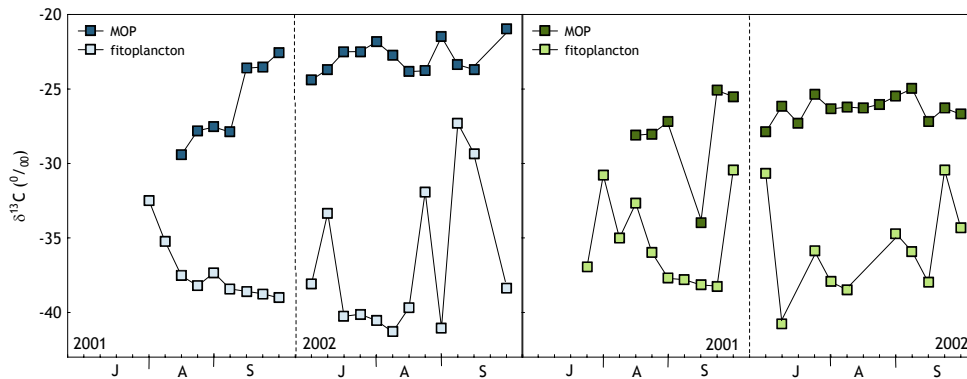 -20
-25
-30
-35
-40
δ¹³C (⁰/₀₀)
MOP
fitoplancton
2001
2002
J A S J A S
MOP
fitoplancton
2001
2002
J A S J A S